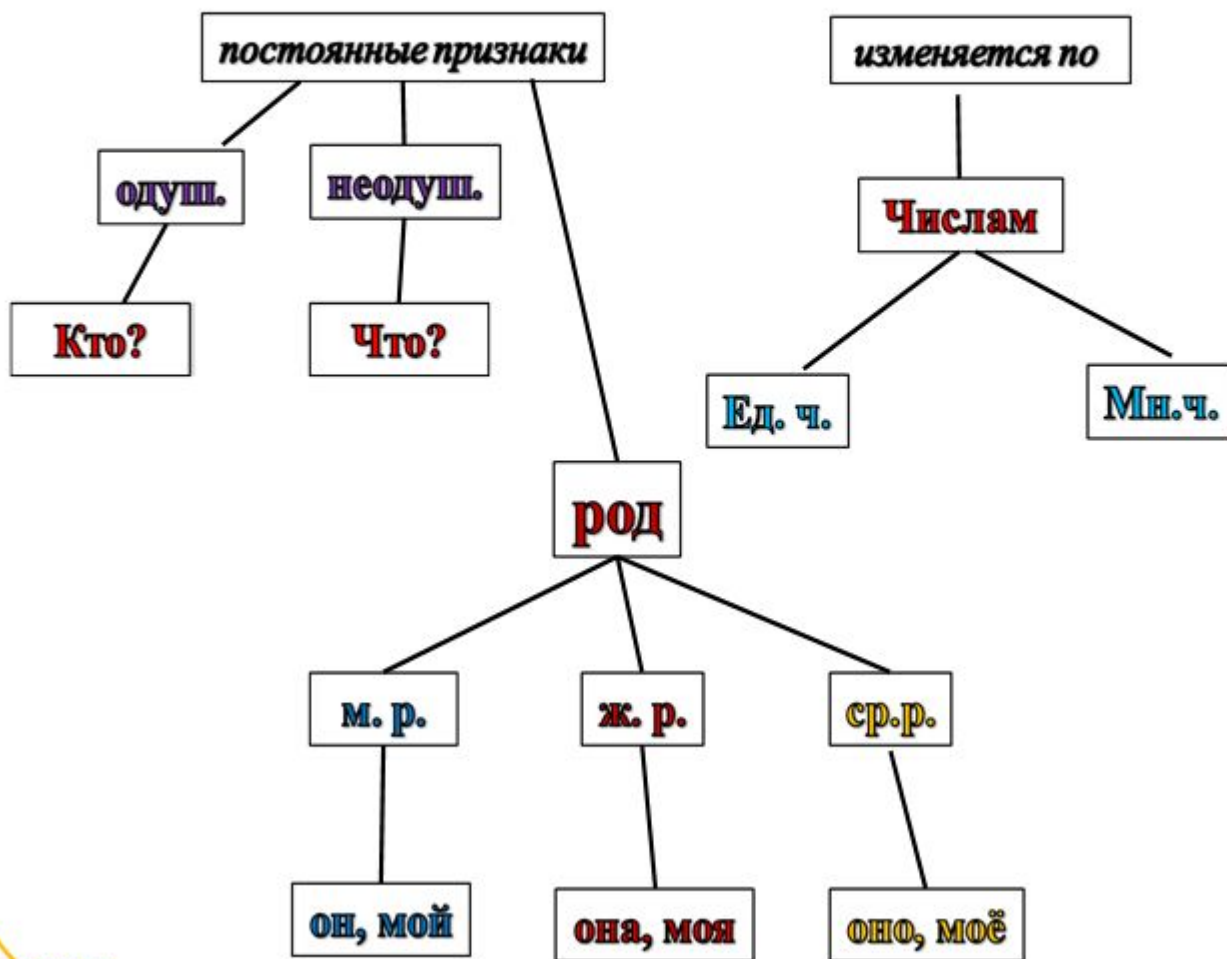 постоянные признаки
изменяется по
одуш.
неодуш.
Числам
Кто?
Что?
Ед. ч.
Мн.ч.
род
м. р.
ж. р.
ср.р.
он, мой
она, моя
оно, моё